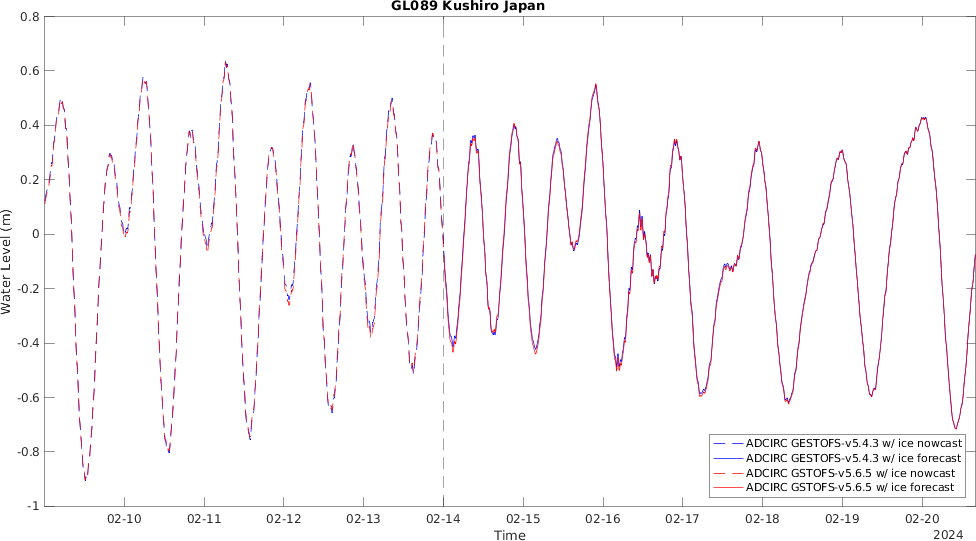 GL089 Kushiro Japan
0.8
0.6
0.4
0.2
0
-0.2
-0.4
-0.6
-0.8
-1
Water Level (m)
ADCIRC GESTOFS-v5.4.3 w/ ice nowcast
ADCIRC GESTOFS-v5.4.3 w/ ice forecast
ADCIRC GSTOFS-v5.6.5 w/ ice nowcast
ADCIRC GSTOFS-v5.6.5 w/ ice forecast
02-10 02-11 02-12 02-13 02-14 02-15 02-16 02-17 02-18 02-19 02-20
Time
2024